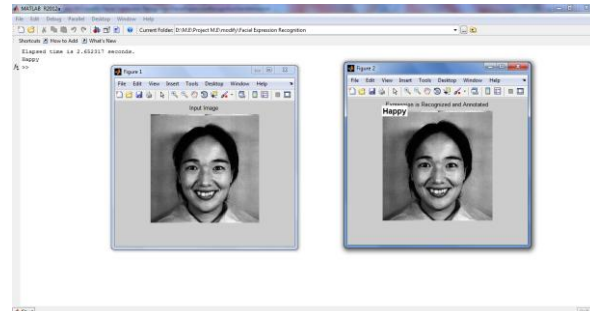 MATLAB R2012a
File Edit Debug Parallel Desktop Window Help
Current Folder: D:\M.E\Project M.E\modify\Facial Expression Recognition
Shortcuts How to Add What's New
Elapsed time is 2.652017 seconds.
Happy
fx >>
Figure 1
File Edit View Insert Tools Desktop Window Help
Input Image
Figure 2
File Edit View Insert Tools Desktop Window Help
Expression is Recognized and Annotated
Happy